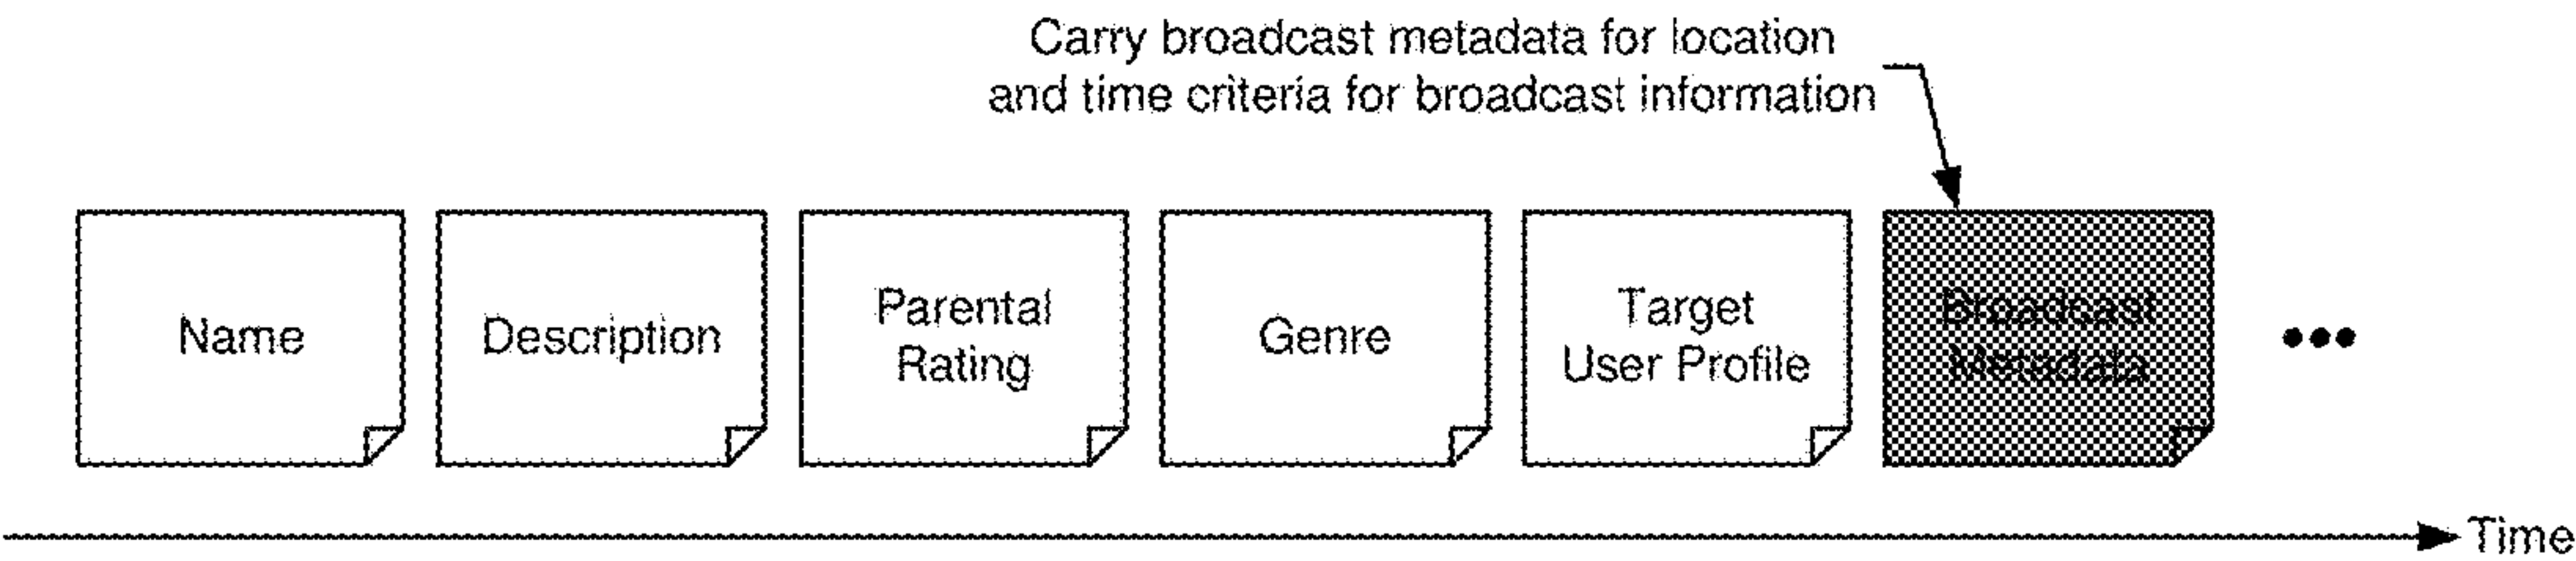 Carry broadcast metadata for location
and time criteria for broadcast information
Name
Description
Parental
Rating
Genre
Target
User Profile
Broadcast
Metadata
•••
Time